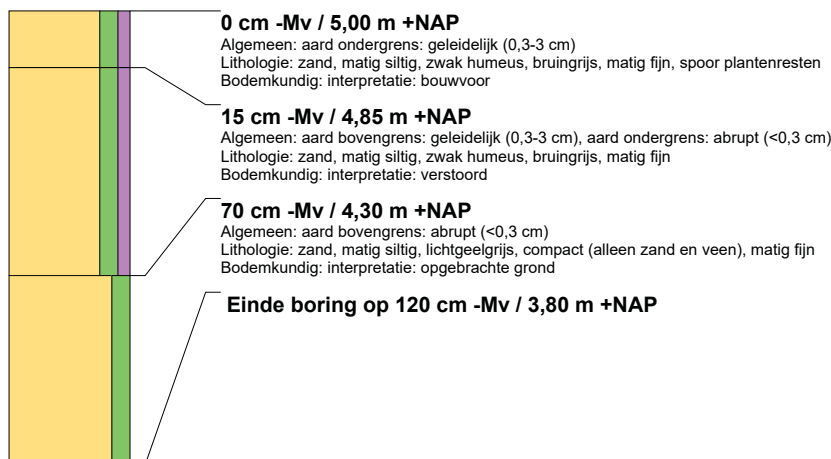 0 cm -Mv / 5,00 m +NAP
Algemeen: aard ondergrens: geleidelijk (0,3-3 cm)
Lithologie: zand, matig siltig, zwak humeus, bruingrijs, matig fijn, spoor plantenresten
Bodemkundig: interpretatie: bouwvoor
15 cm -Mv / 4,85 m +NAP
Algemeen: aard bovengrens: geleidelijk (0,3-3 cm), aard ondergrens: abrupt (<0,3 cm)
Lithologie: zand, matig siltig, zwak humeus, bruingrijs, matig fijn
Bodemkundig: interpretatie: verstoord
70 cm -Mv / 4,30 m +NAP
Algemeen: aard bovengrens: abrupt (<0,3 cm)
Lithologie: zand, matig siltig, lichtgeelgrijs, compact (alleen zand en veen), matig fijn
Bodemkundig: interpretatie: opgebrachte grond
Einde boring op 120 cm -Mv / 3,80 m +NAP